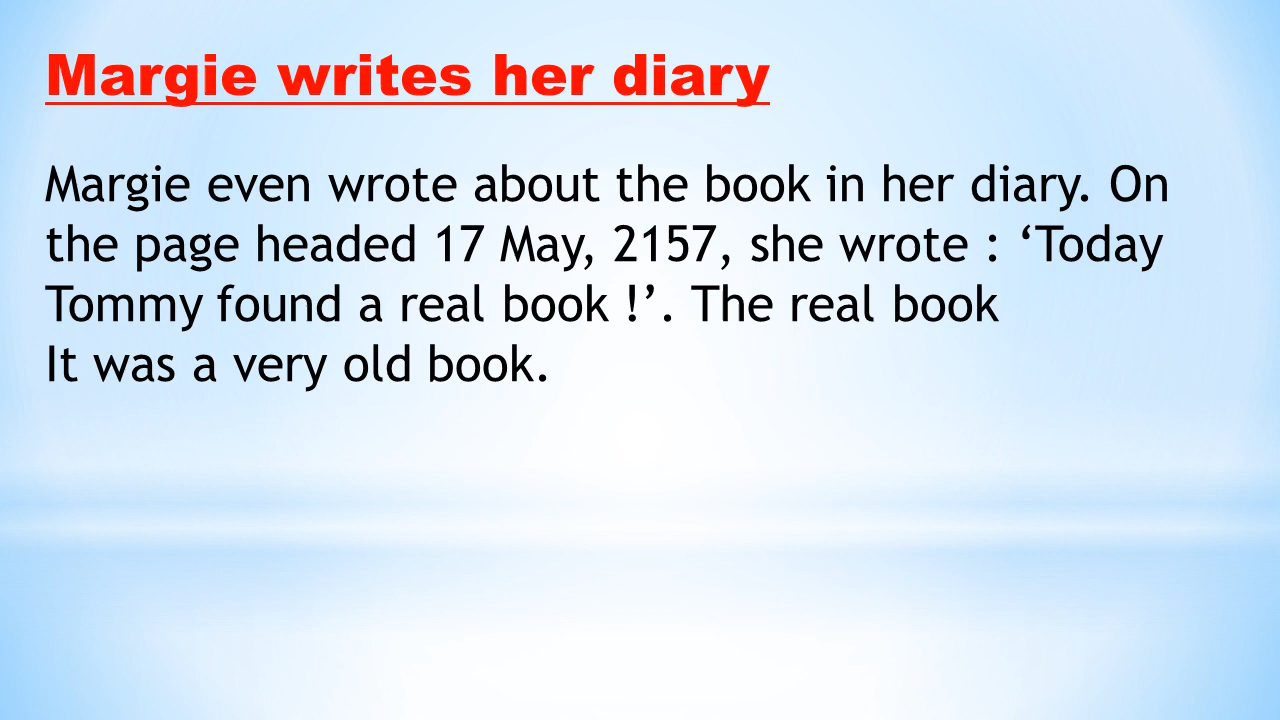 Margie writes her diary
Margie even wrote about the book in her diary. On
the page headed 17 May, 2157, she wrote : ‘Today
Tommy found a real book !’. The real book
It was a very old book.